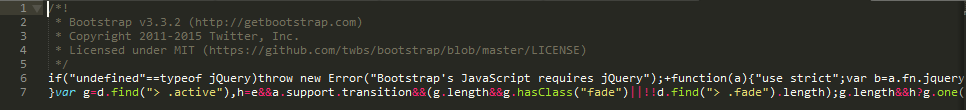 1 /*!
2 * Bootstrap v3.3.2 (http://getbootstrap.com)
3 * Copyright 2011-2015 Twitter, Inc.
4 * Licensed under MIT (https://github.com/twbs/bootstrap/blob/master/LICENSE)
5 */
6 if("undefined"==typeof jQuery)throw new Error("Bootstrap's JavaScript requires jQuery");+function(a){"use strict";var b=a.fn.jquery
7 }var g=d.find("> .active"),h=e&&a.support.transition&&(g.length&&g.hasClass("fade")||!!d.find("> .fade").length);g.length&&h?g.one(